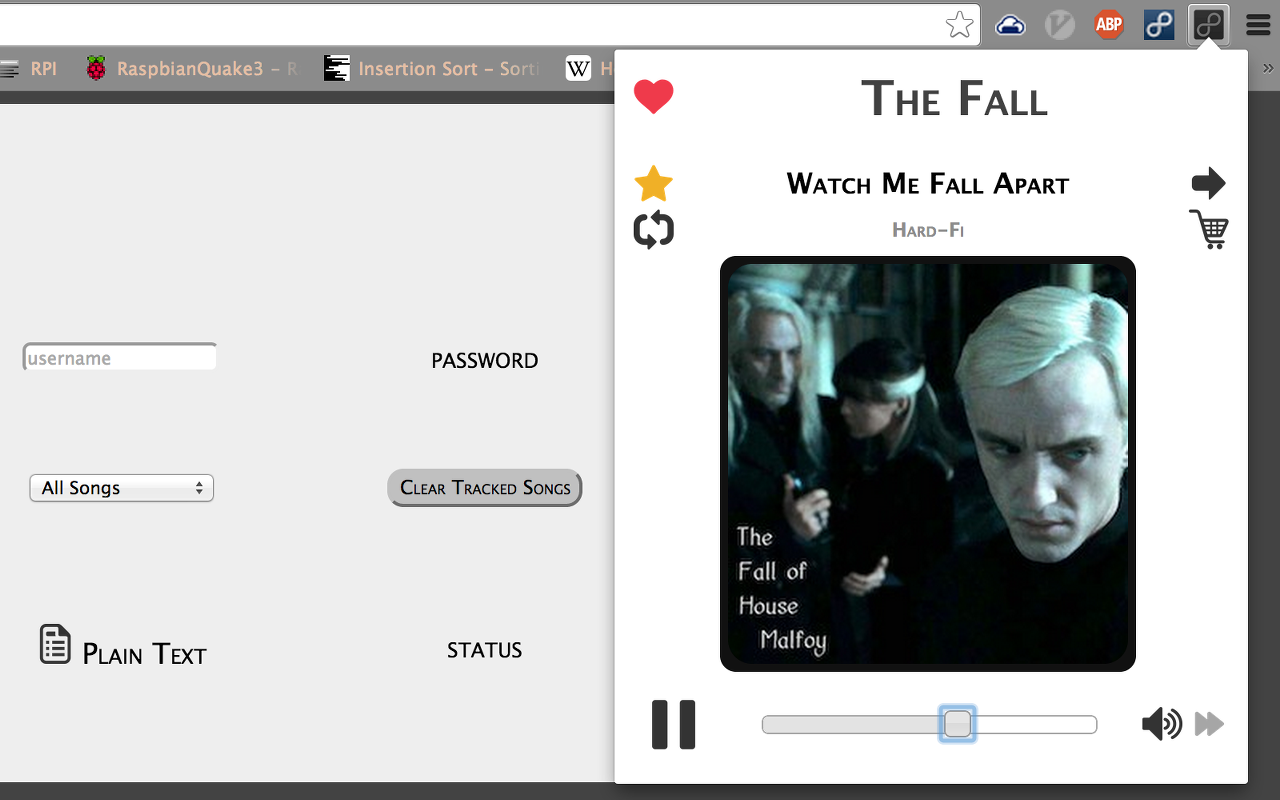 ABP
RPI
RaspbianQuake3 - R
Insertion Sort - Sorti
W H
»
The Fall
Watch Me Fall Apart
Hard-Fi
The
Fall of
House
Malfoy
username
PASSWORD
All Songs
Clear Tracked Songs
Plain Text
STATUS